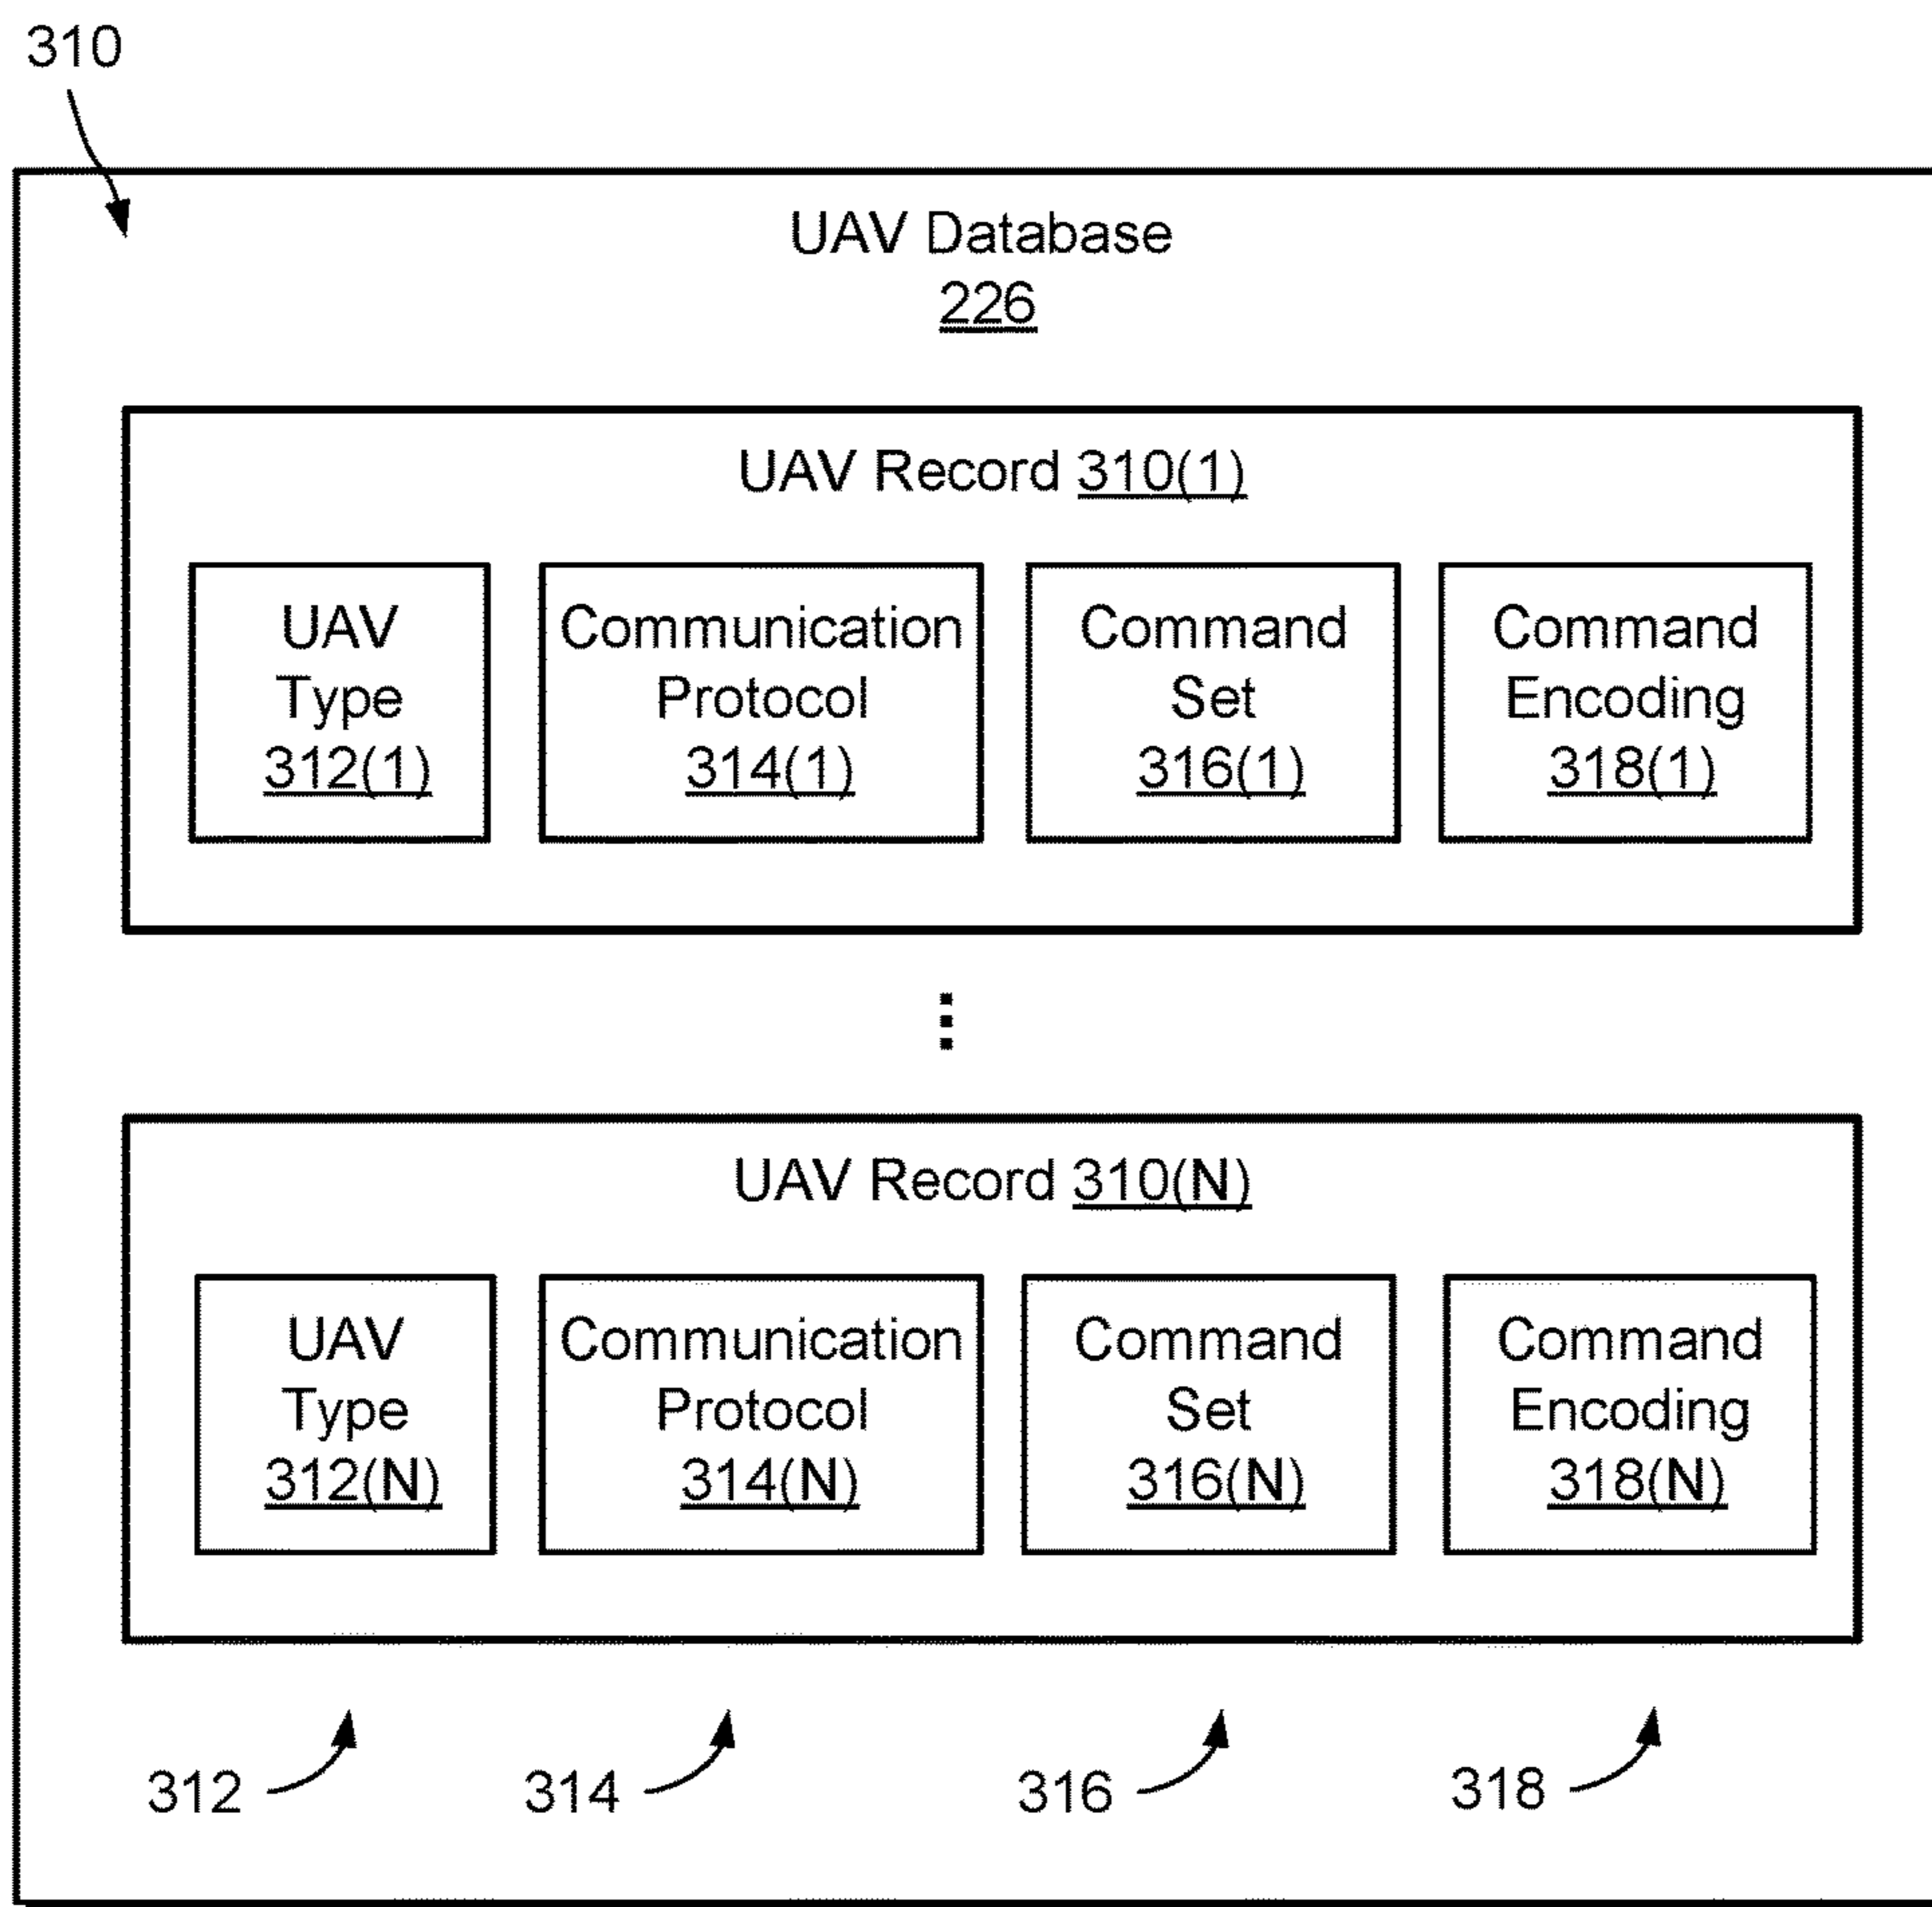 310
UAV Database
226
UAV Record 310(1)
UAV
Type
312(1)
Communication
Protocol
314(1)
Command
Set
316(1)
Command
Encoding
318(1)
UAV Record 310(N)
UAV
Type
312(N)
Communication
Protocol
314(N)
Command
Set
316(N)
Command
Encoding
318(N)
312
314
316
318